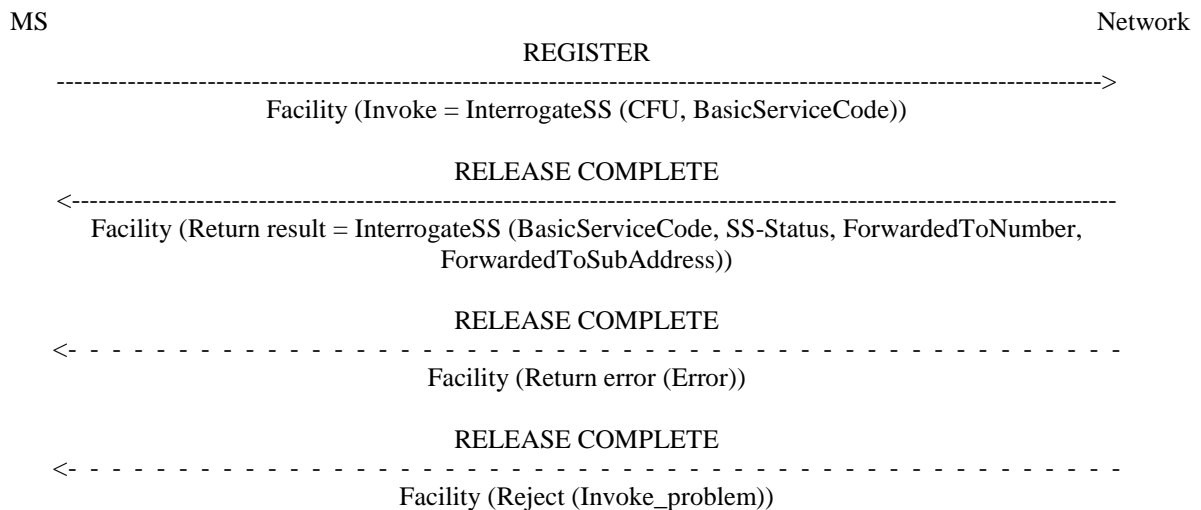 MS Network
REGISTER
------------------------------------------------------------------------------------------------------------------------>
Facility (Invoke = InterrogateSS (CFU, BasicServiceCode))
RELEASE COMPLETE
<------------------------------------------------------------------------------------------------------------------------
Facility (Return result = InterrogateSS (BasicServiceCode, SS-Status, ForwardedToNumber,
ForwardedToSubAddress))
RELEASE COMPLETE
<- - - - - - - - - - - - - - - - - - - - - - - - - - - - - - - - - - - - - - - - - - - - - - - -
Facility (Return error (Error))
RELEASE COMPLETE
<- - - - - - - - - - - - - - - - - - - - - - - - - - - - - - - - - - - - - - - - - - - - - - - -
Facility (Reject (Invoke_problem))